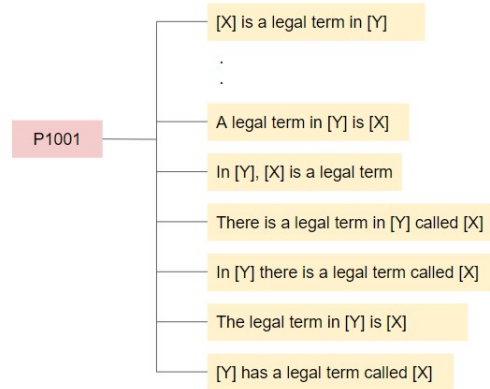 [X] is a legal term in [Y]
.
.
P1001
A legal term in [Y] is [X]
In [Y], [X] is a legal term
There is a legal term in [Y] called [X]
In [Y] there is a legal term called [X]
The legal term in [Y] is [X]
[Y] has a legal term called [X]